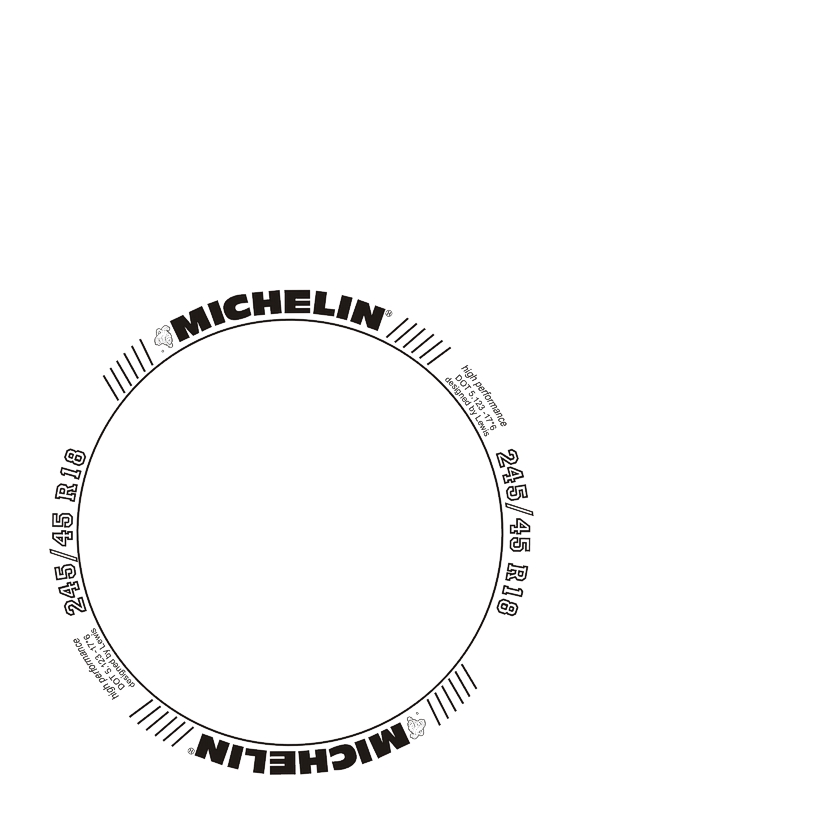 MICHELIN®
high performance
DOT 5.123 -17"6
designed by Lewis
245/45 R18
MICHELIN®
high performance
DOT 5.123 -17"6
designed by Lewis
245/45 R18